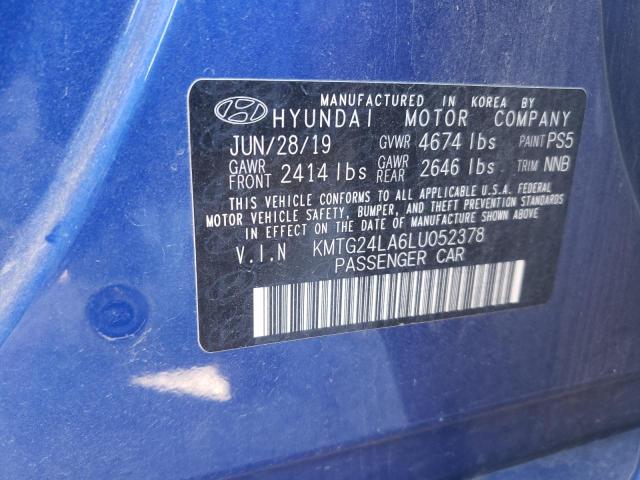 MANUFACTURED IN KOREA BY
HYUNDAI MOTOR COMPANY
JUN/28/19 GVWR 4674 lbs PAINT PS5
GAWR FRONT 2414 lbs GAWR REAR 2646 lbs TRIM NNB
THIS VEHICLE CONFORMS TO ALL APPLICABLE U.S.A. FEDERAL
MOTOR VEHICLE SAFETY, BUMPER, AND THEFT PREVENTION STANDARDS
IN EFFECT ON THE DATE OF MANUFACTURE SHOWN ABOVE.
V.I.N KMTG24LA6LU052378
PASSENGER CAR